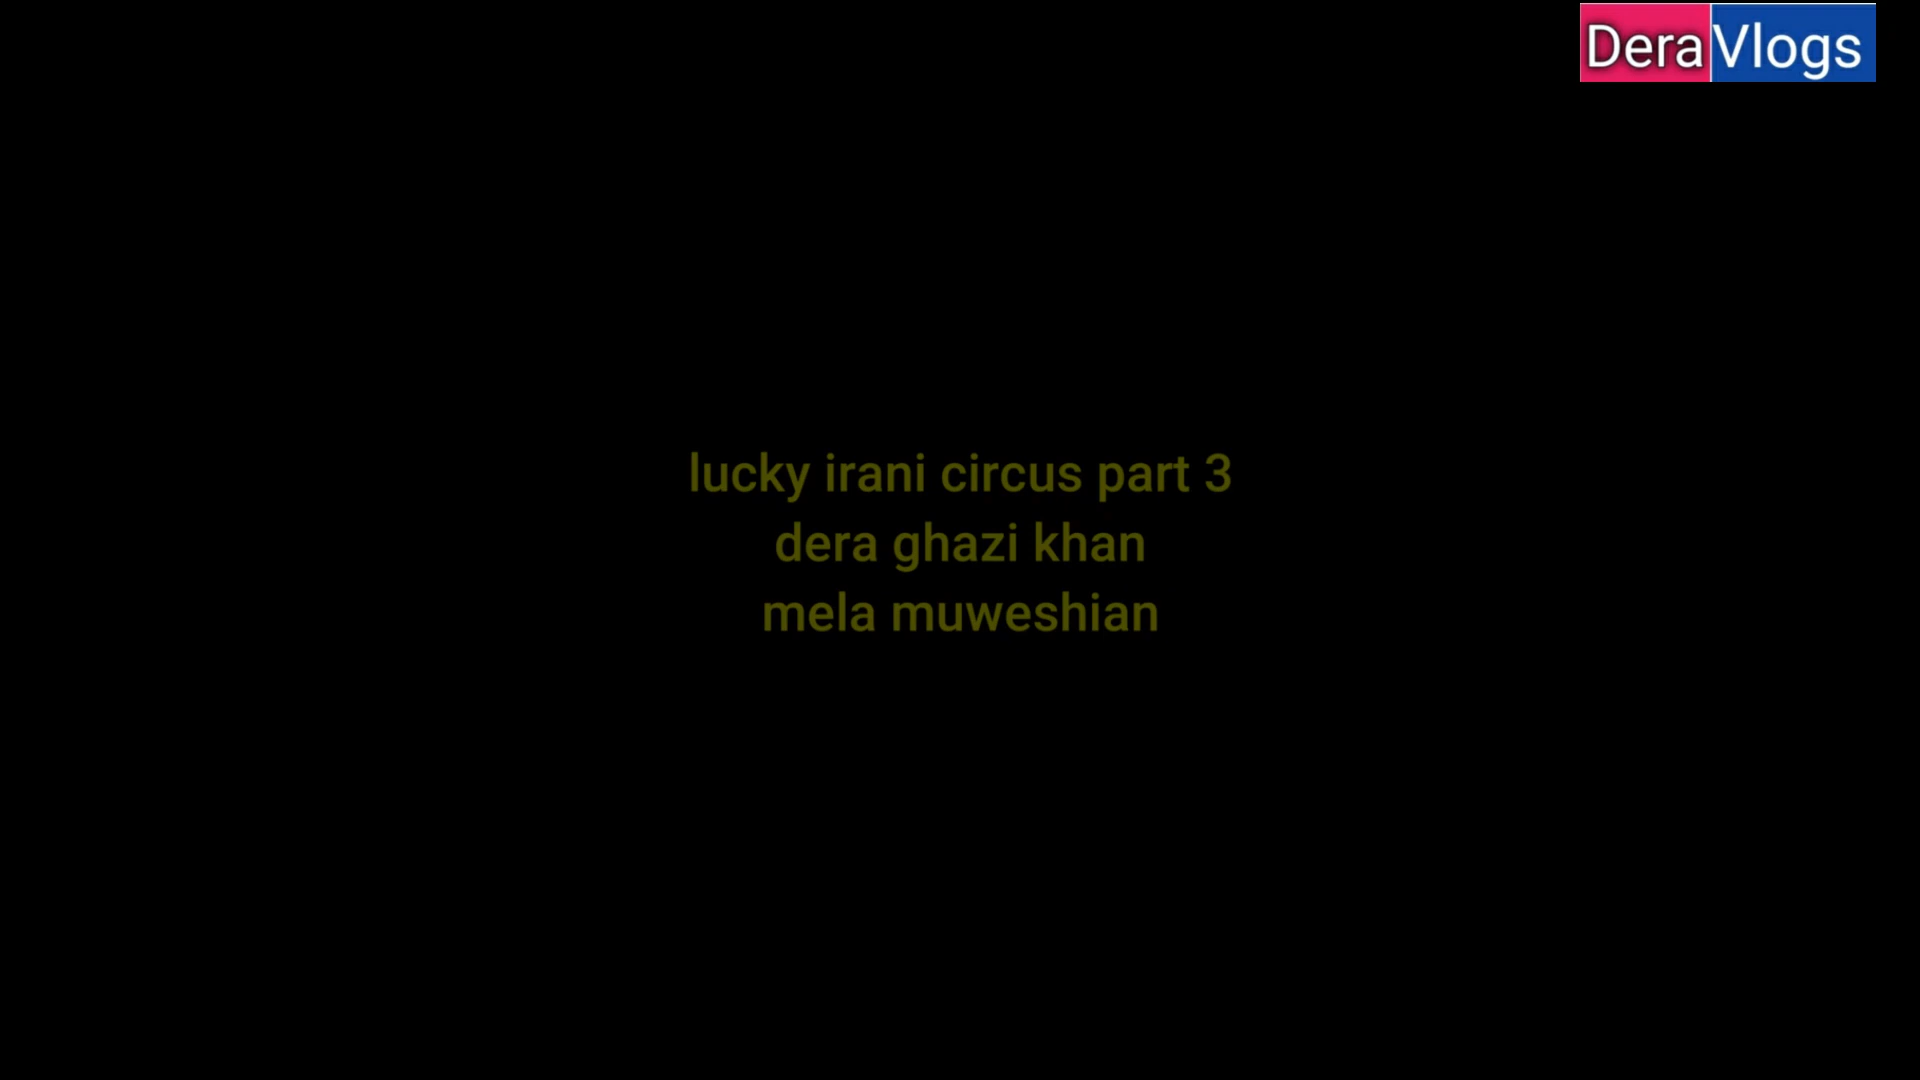 DeraVlogs
lucky irani circus part 3
dera ghazi khan
mela muweshian